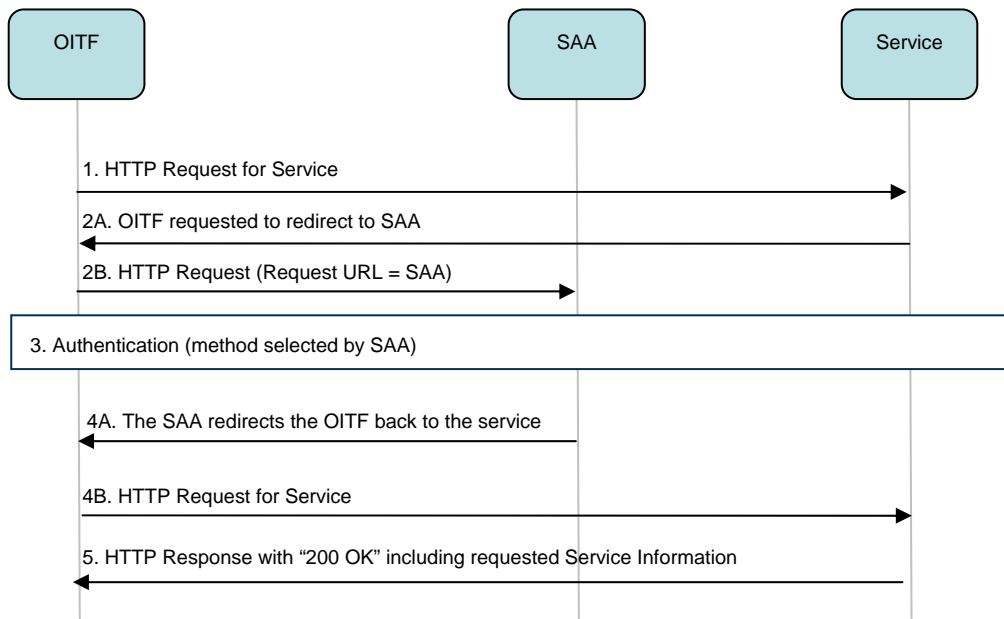 OITF
SAA
Service
1. HTTP Request for Service
2A. OITF requested to redirect to SAA
2B. HTTP Request (Request URL = SAA)
3. Authentication (method selected by SAA)
4A. The SAA redirects the OITF back to the service
4B. HTTP Request for Service
5. HTTP Response with “200 OK” including requested Service Information